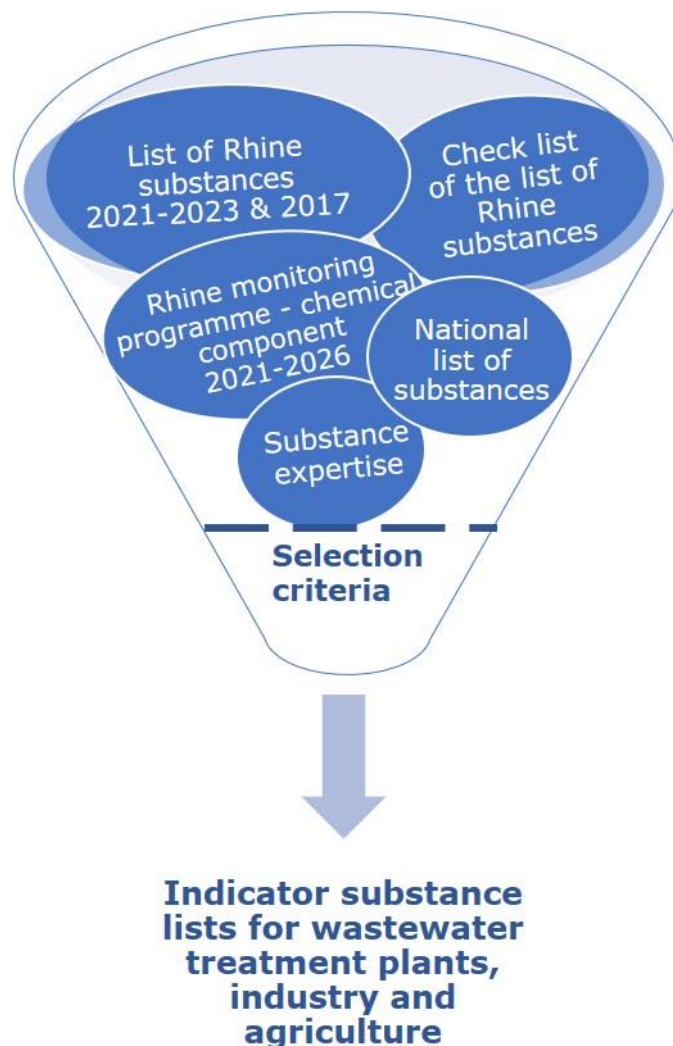 List of Rhine
substances
2021-2023 & 2017
Check list
of the list of
Rhine
substances
Rhine monitoring
programme - chemical
component
2021-2026
National
list of
substances
Substance
expertise
Selection
criteria
Indicator substance
lists for wastewater
treatment plants,
industry and
agriculture